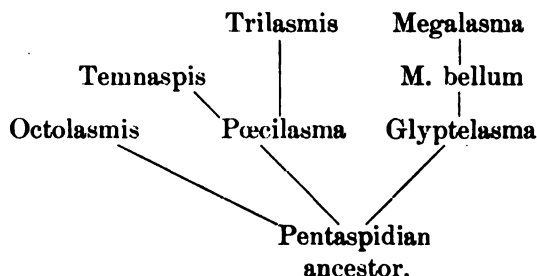 Trilasmis Megalasma
Temnaspis M. bellum
Octolasmis Pœcilasma Glyptelasma
Pentaspidian
ancestor.